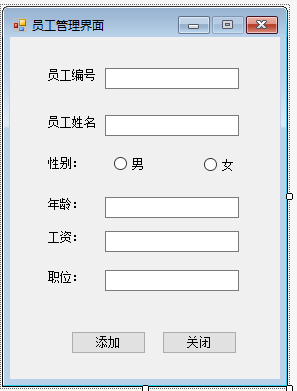 员工管理界面
员工编号
员工姓名
性别： 男 女
年龄：
工资：
职位：
添加 关闭